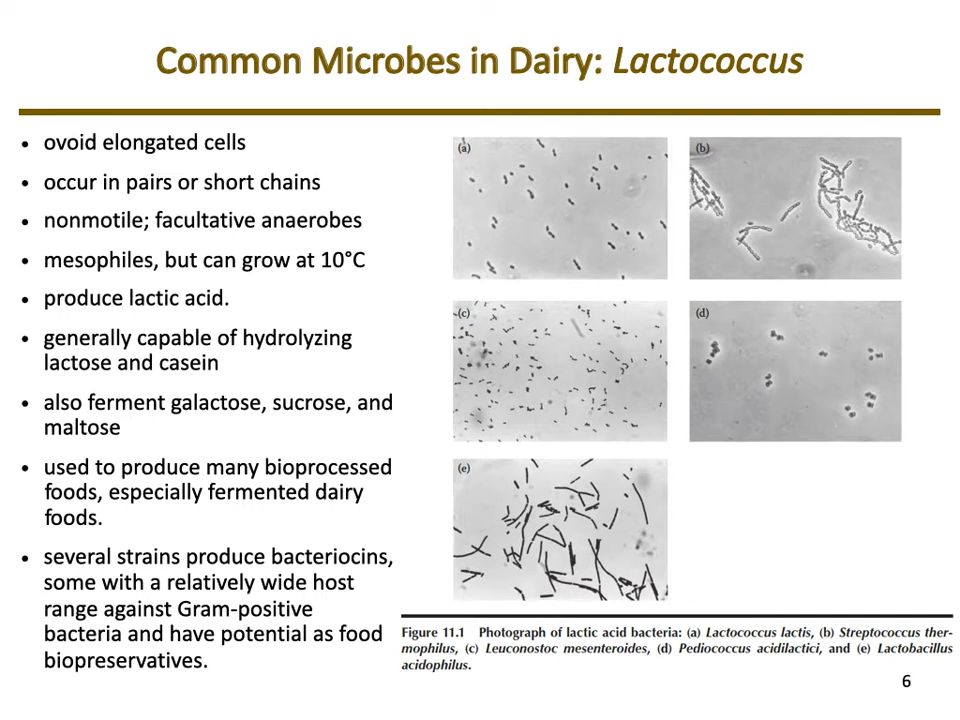 Common Microbes in Dairy: Lactococcus
• ovoid elongated cells
• occur in pairs or short chains
• nonmotile; facultative anaerobes
• mesophiles, but can grow at 10°C
• produce lactic acid.
• generally capable of hydrolyzing
lactose and casein
• also ferment galactose, sucrose, and
maltose
• used to produce many bioprocessed
foods, especially fermented dairy
foods.
• several strains produce bacteriocins,
some with a relatively wide host
range against Gram-positive
bacteria and have potential as food
biopreservatives.
(a)
(b)
(c)
(d)
(e)
Figure 11.1 Photograph of lactic acid bacteria: (a) Lactococcus lactis, (b) Streptococcus ther-
mophilus, (c) Leuconostoc mesenteroides, (d) Pediococcus acidilactici, and (e) Lactobacillus
acidophilus.
6